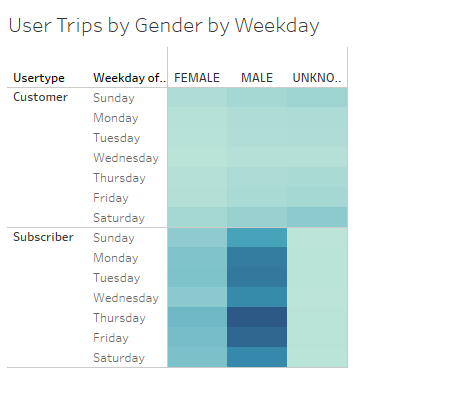 User Trips by Gender by Weekday
Usertype Weekday of.. FEMALE MALE UNKNO..
Customer Sunday
Monday
Tuesday
Wednesday
Thursday
Friday
Saturday
Subscriber Sunday
Monday
Tuesday
Wednesday
Thursday
Friday
Saturday